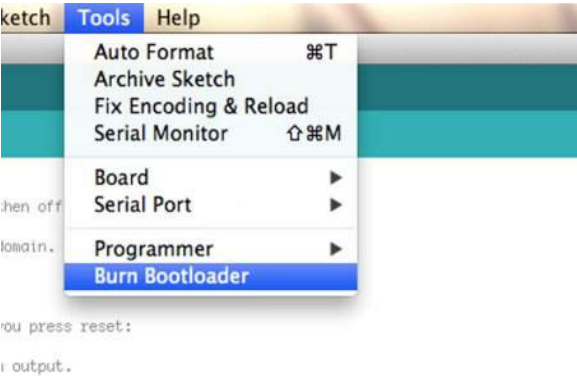 ketch Tools Help
Auto Format ⌘T
Archive Sketch
Fix Encoding & Reload
Serial Monitor ⇧⌘M
Board ▶
Serial Port ▶
hen off
domain.
Programmer ▶
Burn Bootloader
you press reset:
output.